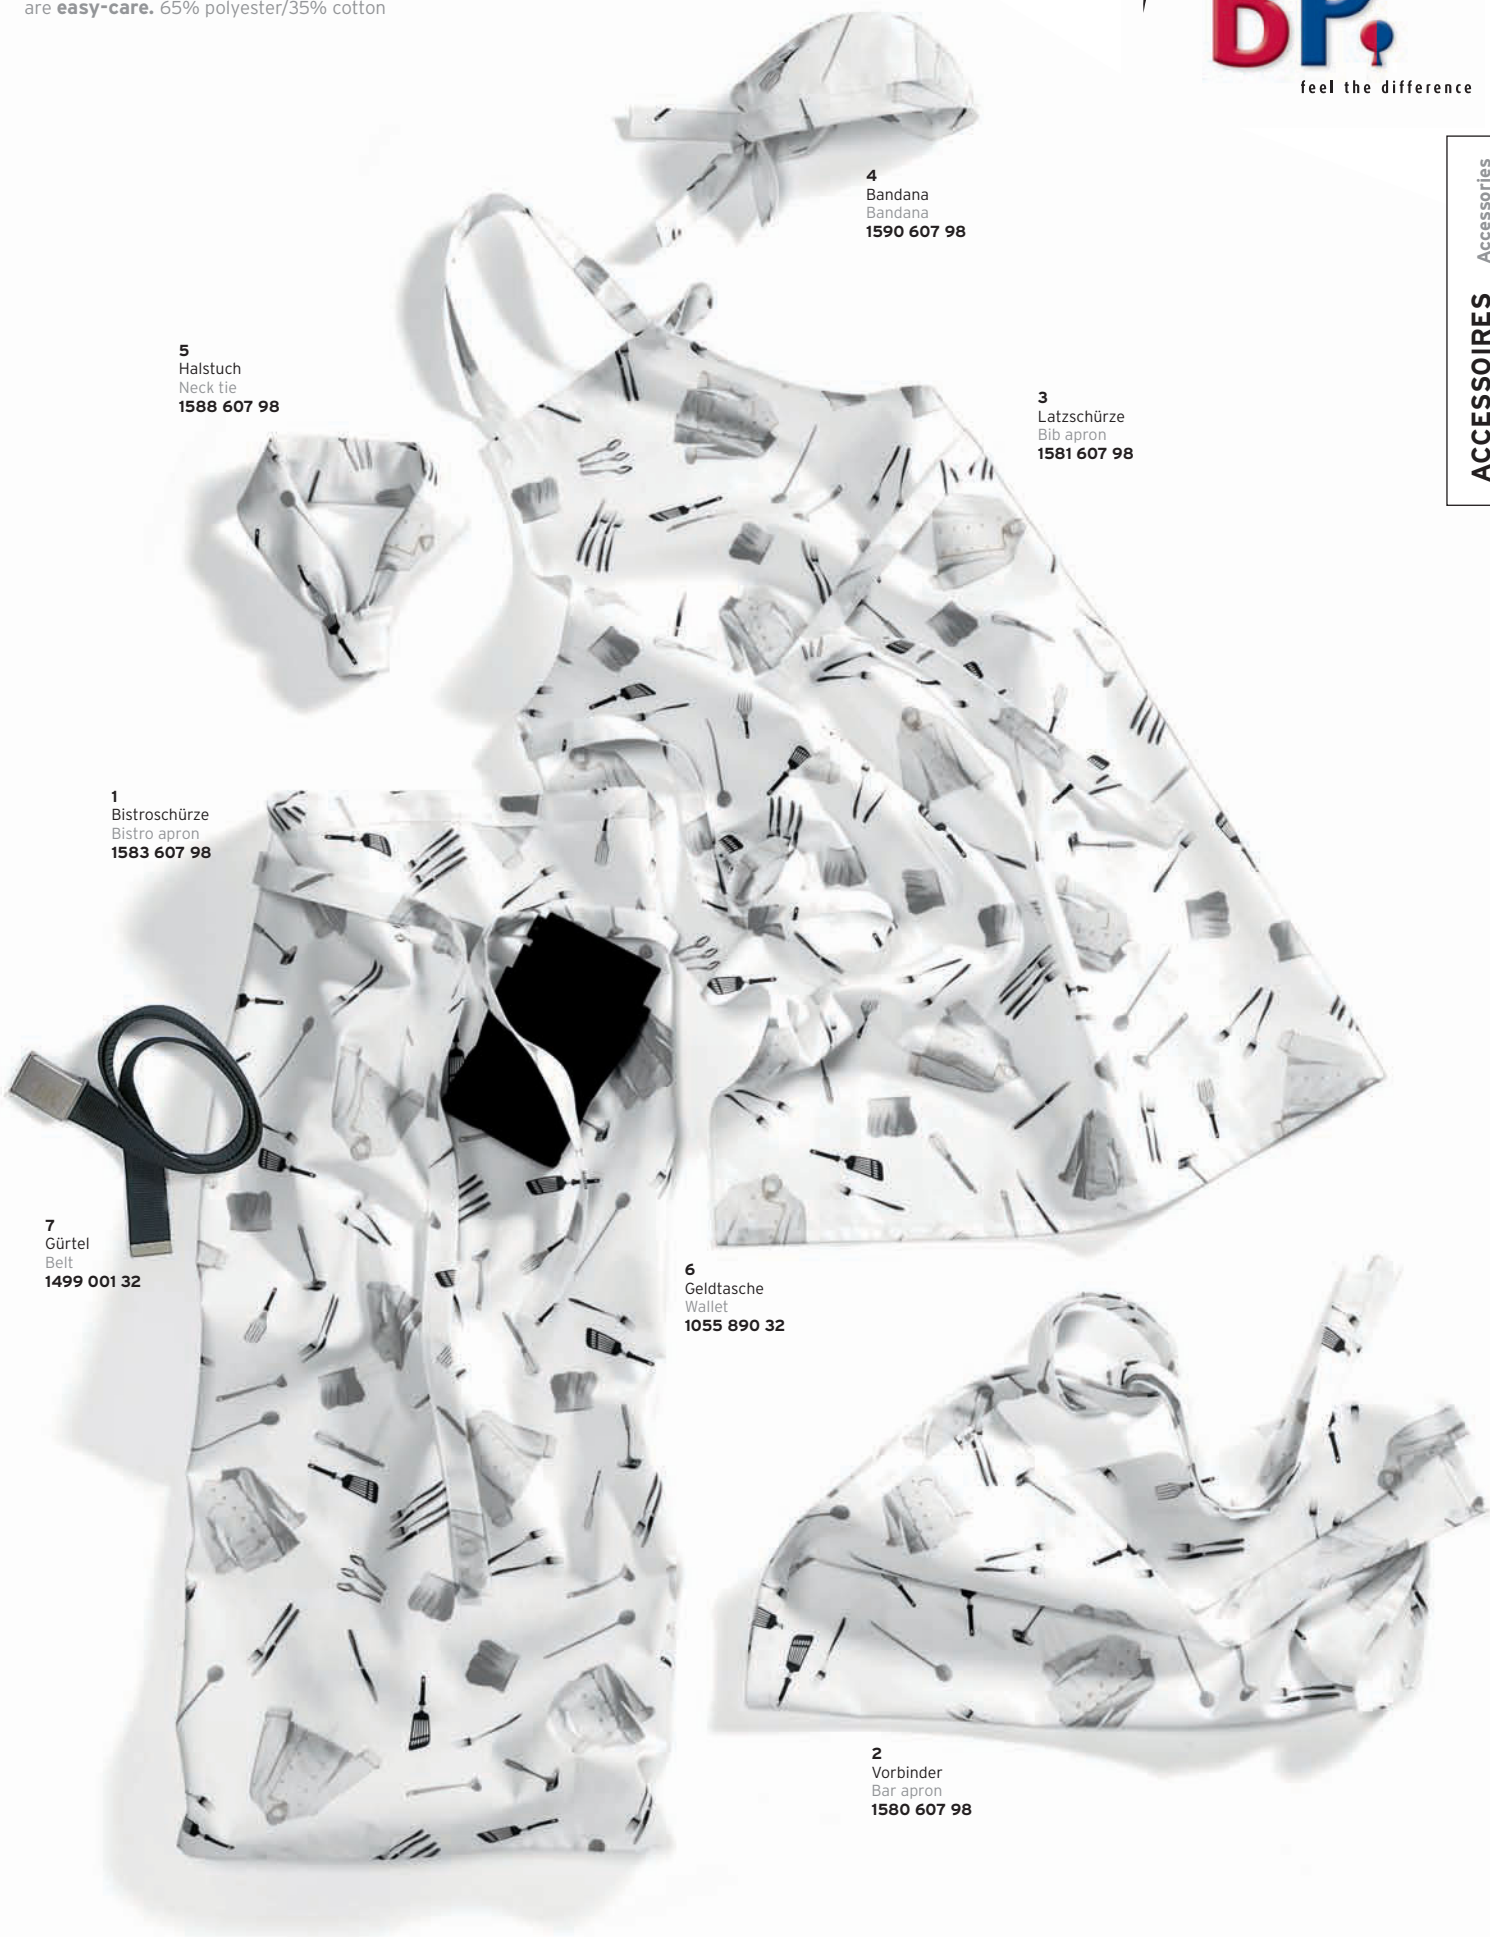 are easy-care. 65% polyester/35% cotton
BP.
feel the difference
Accessories
ACCESSOIRES
4
Bandana
Bandana
1590 607 98
5
Halstuch
Neck tie
1588 607 98
3
Latzschürze
Bib apron
1581 607 98
1
Bistroschürze
Bistro apron
1583 607 98
7
Gürtel
Belt
1499 001 32
6
Geldtasche
Wallet
1055 890 32
2
Vorbinder
Bar apron
1580 607 98